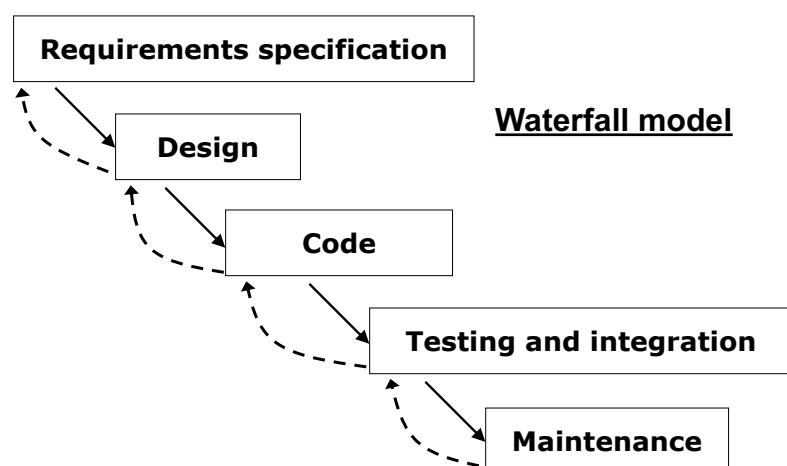 Requirements specification
Waterfall model
Design
Code
Testing and integration
Maintenance